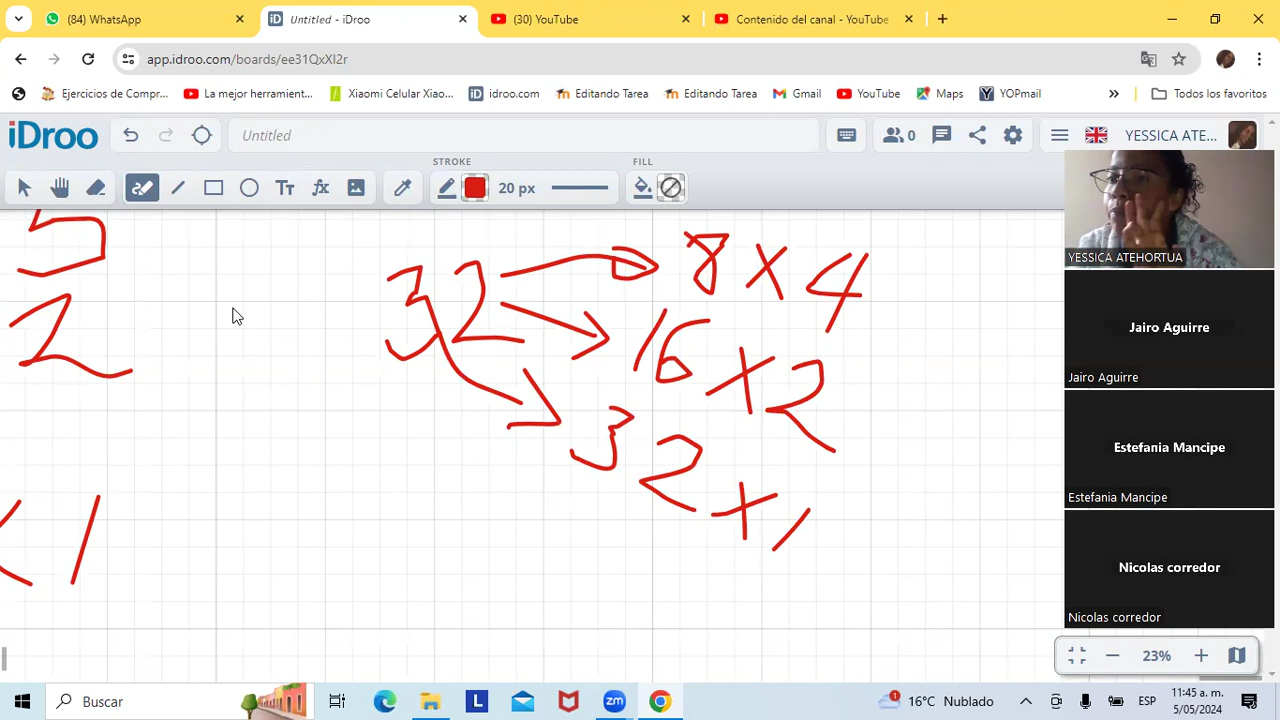 (84) WhatsApp
Untitled - iDroo
(30) YouTube
Contenido del canal - YouTube
app.idroo.com/boards/ee31QxXI2r
Ejercicios de Compr...
La mejor herramient...
Xiaomi Celular Xiao...
idroo.com
Editando Tarea
Editando Tarea
Gmail
YouTube
Maps
YOPmail
Todos los favoritos
iDroo
Untitled
0
YESSICA ATE...
STROKE
FILL
20 px
5
2
32 → 8 x 4
→ 16 x 2
→ 32 x 1
x 1
YESSICA ATEHORTUA
Jairo Aguirre
Jairo Aguirre
Estefania Mancipe
Estefania Mancipe
Nicolas corredor
Nicolas corredor
23%
Buscar
16°C Nublado
1
ESP
11:45 a. m.
5/05/2024